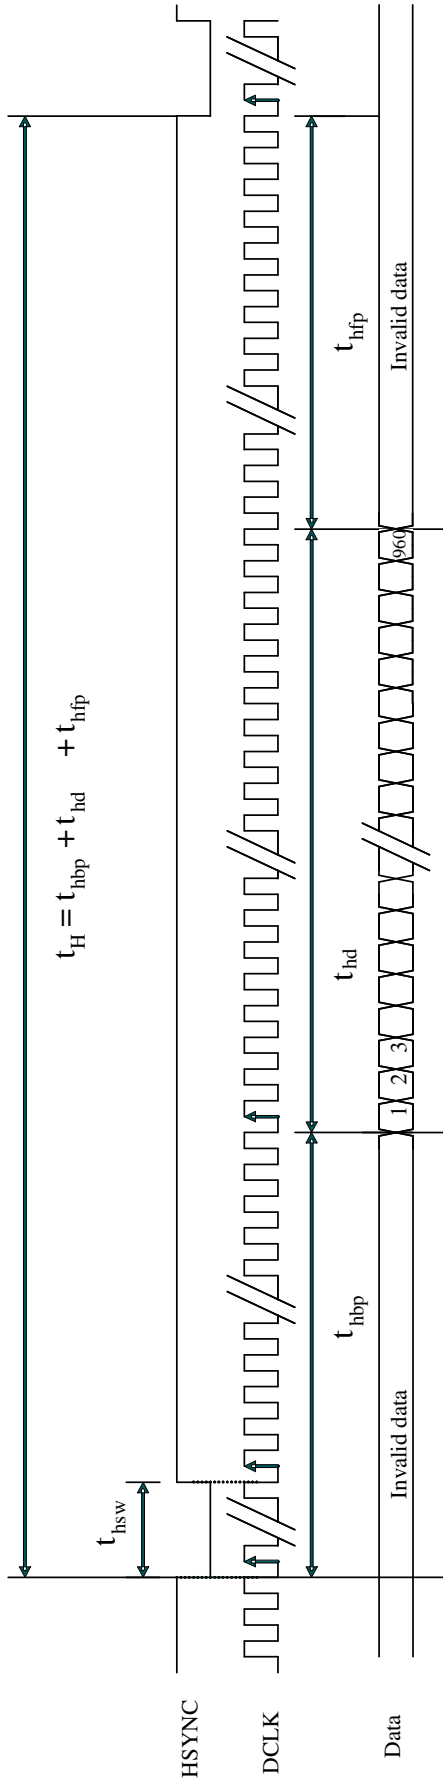 t_H = t_hbp + t_hd + t_hfp
t_hsw
HSYNC
DCLK
t_hbp
t_hd
t_hfp
Data
Invalid data
1
2
3
960
Invalid data